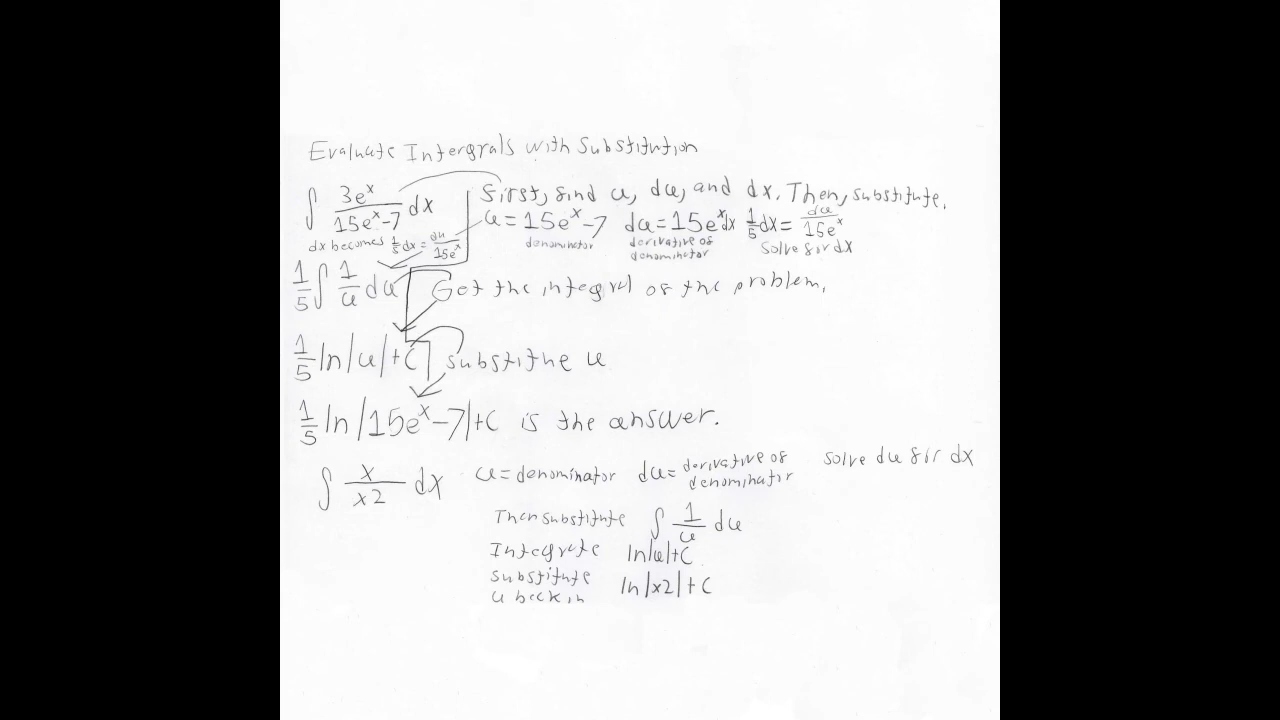 Evaluate Intergrals with Substitution
∫ 3e^x / 15e^x-7 dx First, find u, du, and dx. Then, substitute.
u = 15e^x-7 du = 15e^x dx 1/5 dx = du / 15e^x
denominator derivative of denominator Solve for dx
dx becomes 1/5 dx = du / 15e^x
1/5 ∫ 1/u du Get the integral of the problem.
1/5 ln|u|+C substithe u
1/5 ln|15e^x-7|+C is the answer.
∫ x / x2 dx u = denominator du = derivative of denominator Solve du for dx
Then substitute ∫ 1/u du
Integrate ln|u|+C
Substitute u back in ln|x2|+C